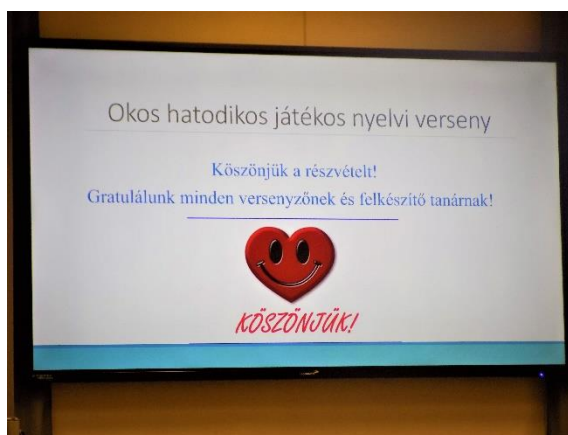 Okos hatodikos játékos nyelvi verseny
Köszönjük a részvételt!
Gratulálunk minden versenyzőnek és felkészítő tanárnak!
KÖSZÖNJÜK!